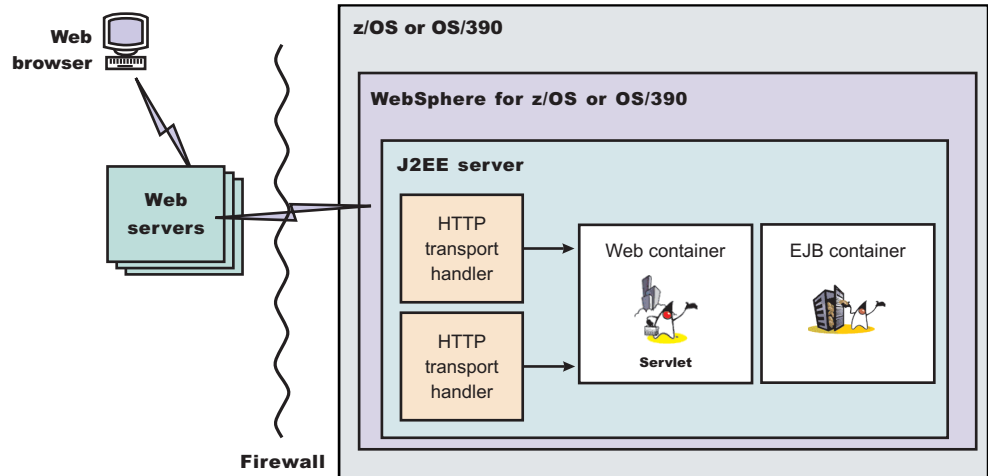 Web
browser
Web
servers
Firewall
z/OS or OS/390
WebSphere for z/OS or OS/390
J2EE server
HTTP
transport
handler
HTTP
transport
handler
Web container
Servlet
EJB container